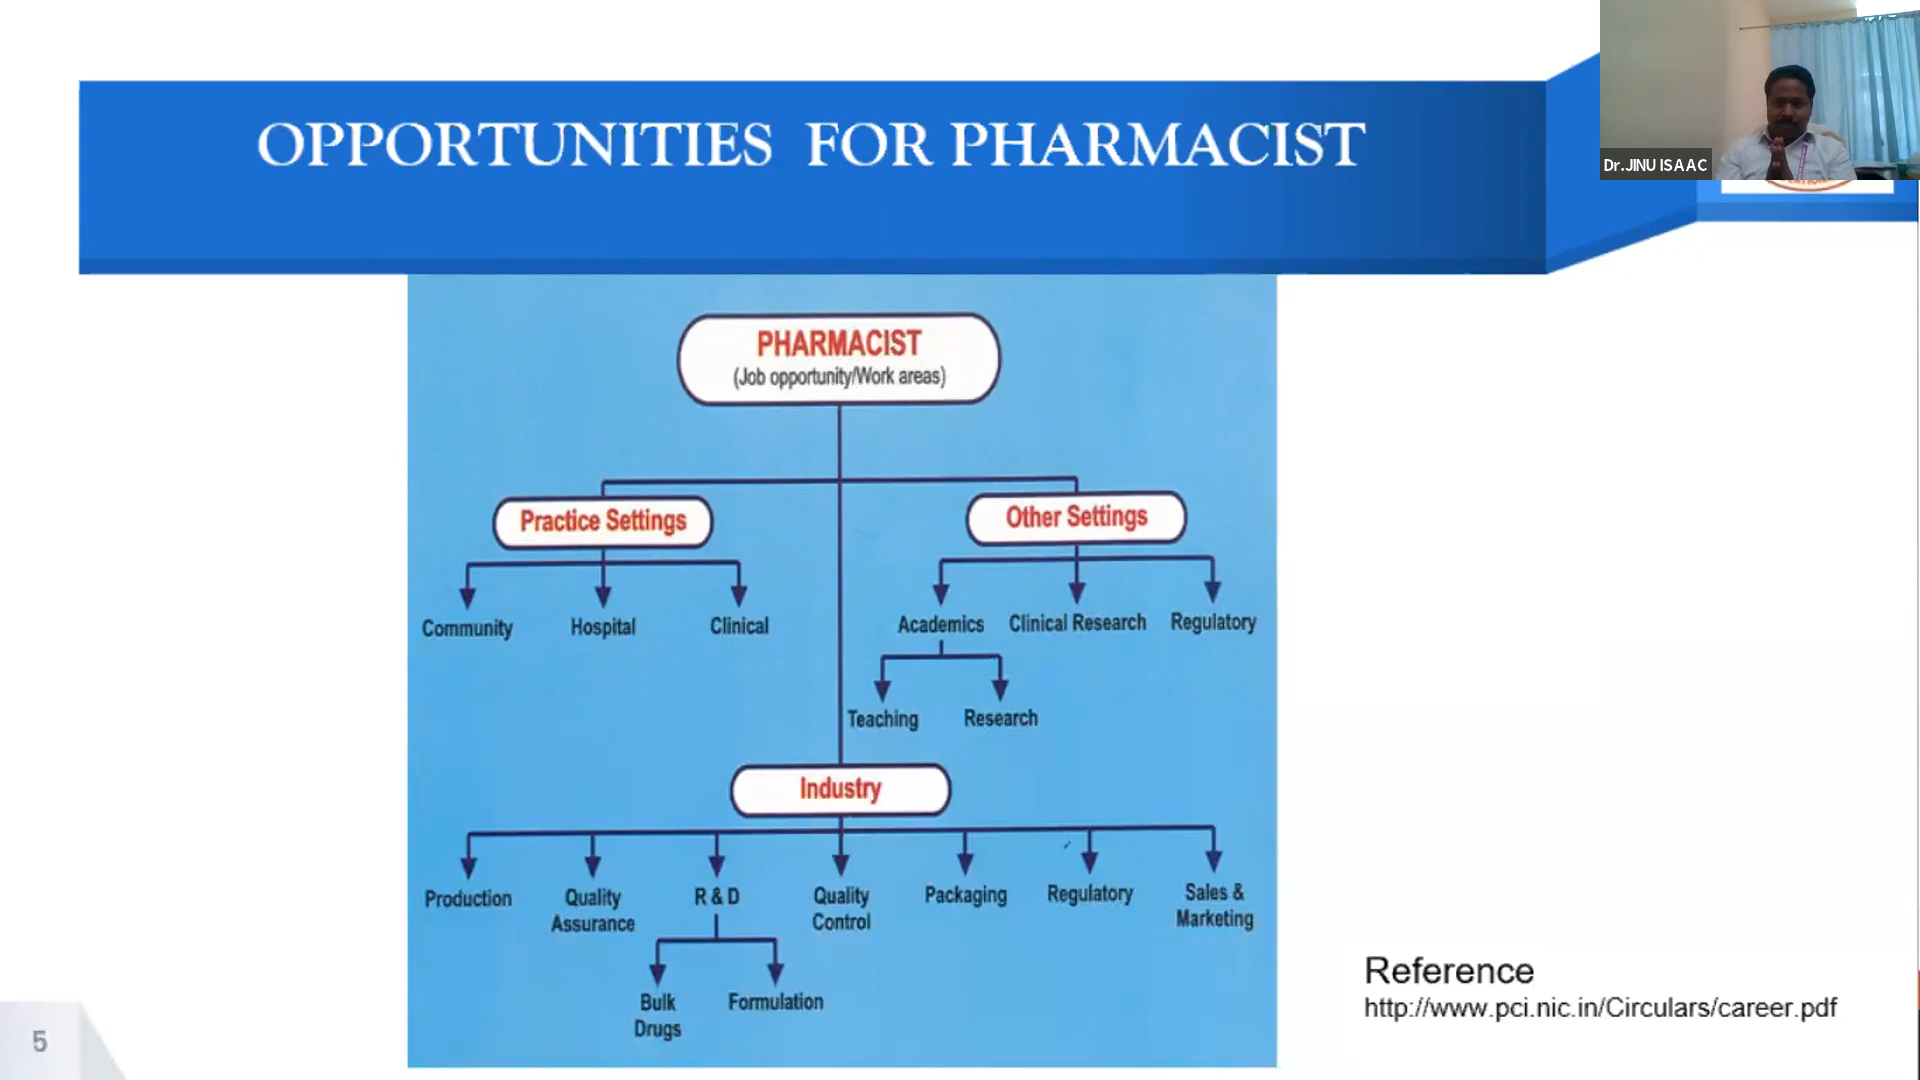 OPPORTUNITIES FOR PHARMACIST
Dr.JINU ISAAC
PHARMACIST
(Job opportunity/Work areas)
Practice Settings
Other Settings
Community
Hospital
Clinical
Academics
Clinical Research
Regulatory
Teaching
Research
Industry
Production
Quality
Assurance
R & D
Quality
Control
Packaging
Regulatory
Sales &
Marketing
Bulk
Drugs
Formulation
Reference
http://www.pci.nic.in/Circulars/career.pdf
5